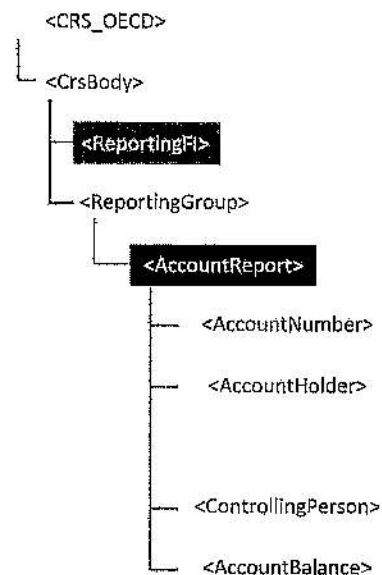 <CRS_OECD>
<CrsBody>
<ReportingFI>
<ReportingGroup>
<AccountReport>
<AccountNumber>
<AccountHolder>
<ControllingPerson>
<AccountBalance>